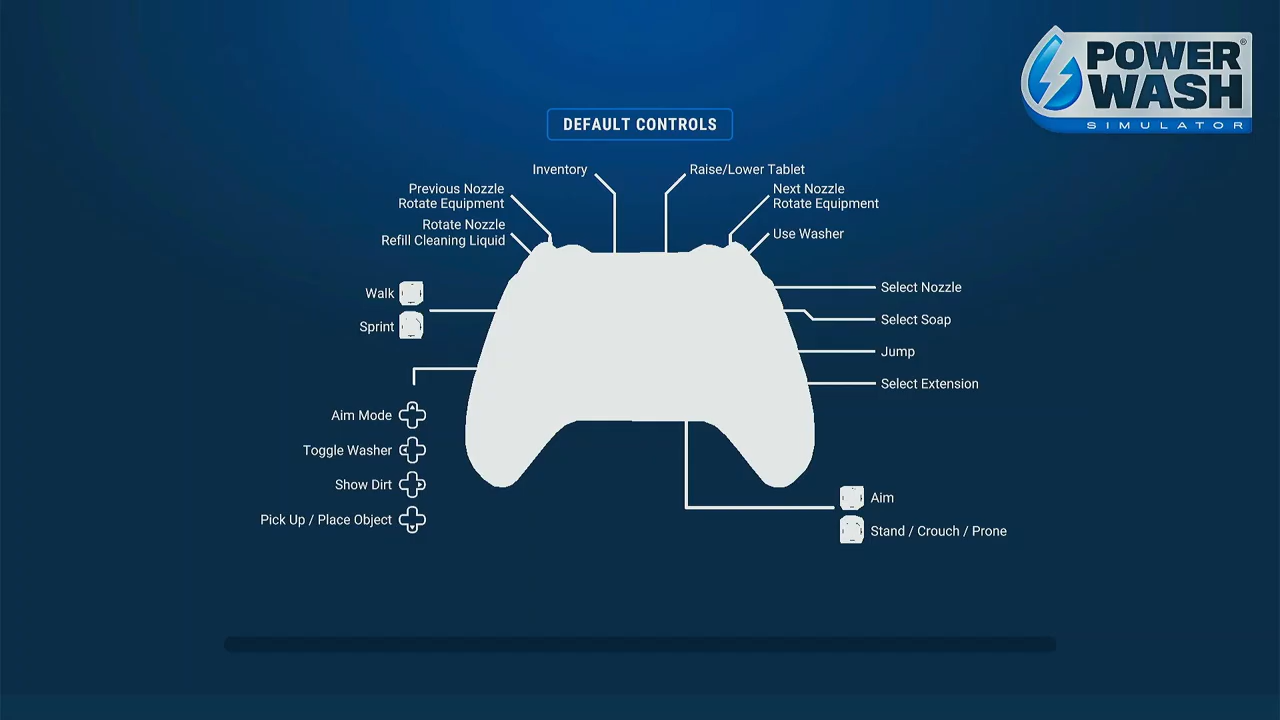 POWER
WASH
SIMULATOR
DEFAULT CONTROLS
Inventory
Raise/Lower Tablet
Previous Nozzle
Rotate Equipment
Next Nozzle
Rotate Equipment
Rotate Nozzle
Refill Cleaning Liquid
Use Washer
Walk
Sprint
Select Nozzle
Select Soap
Jump
Select Extension
Aim Mode
Toggle Washer
Show Dirt
Pick Up / Place Object
Aim
Stand / Crouch / Prone